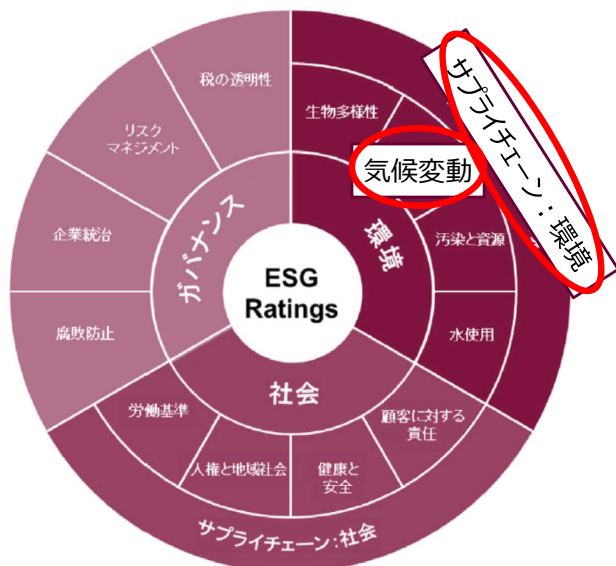 税の透明性
生物多様性
サプライチェーン：環境
リスク
マネジメント
気候変動
企業統治
ガバナンス
環境
汚染と資源
ESG
Ratings
腐敗防止
水使用
社会
労働基準
顧客に対する
責任
人権と地域社会
健康と
安全
サプライチェーン：社会